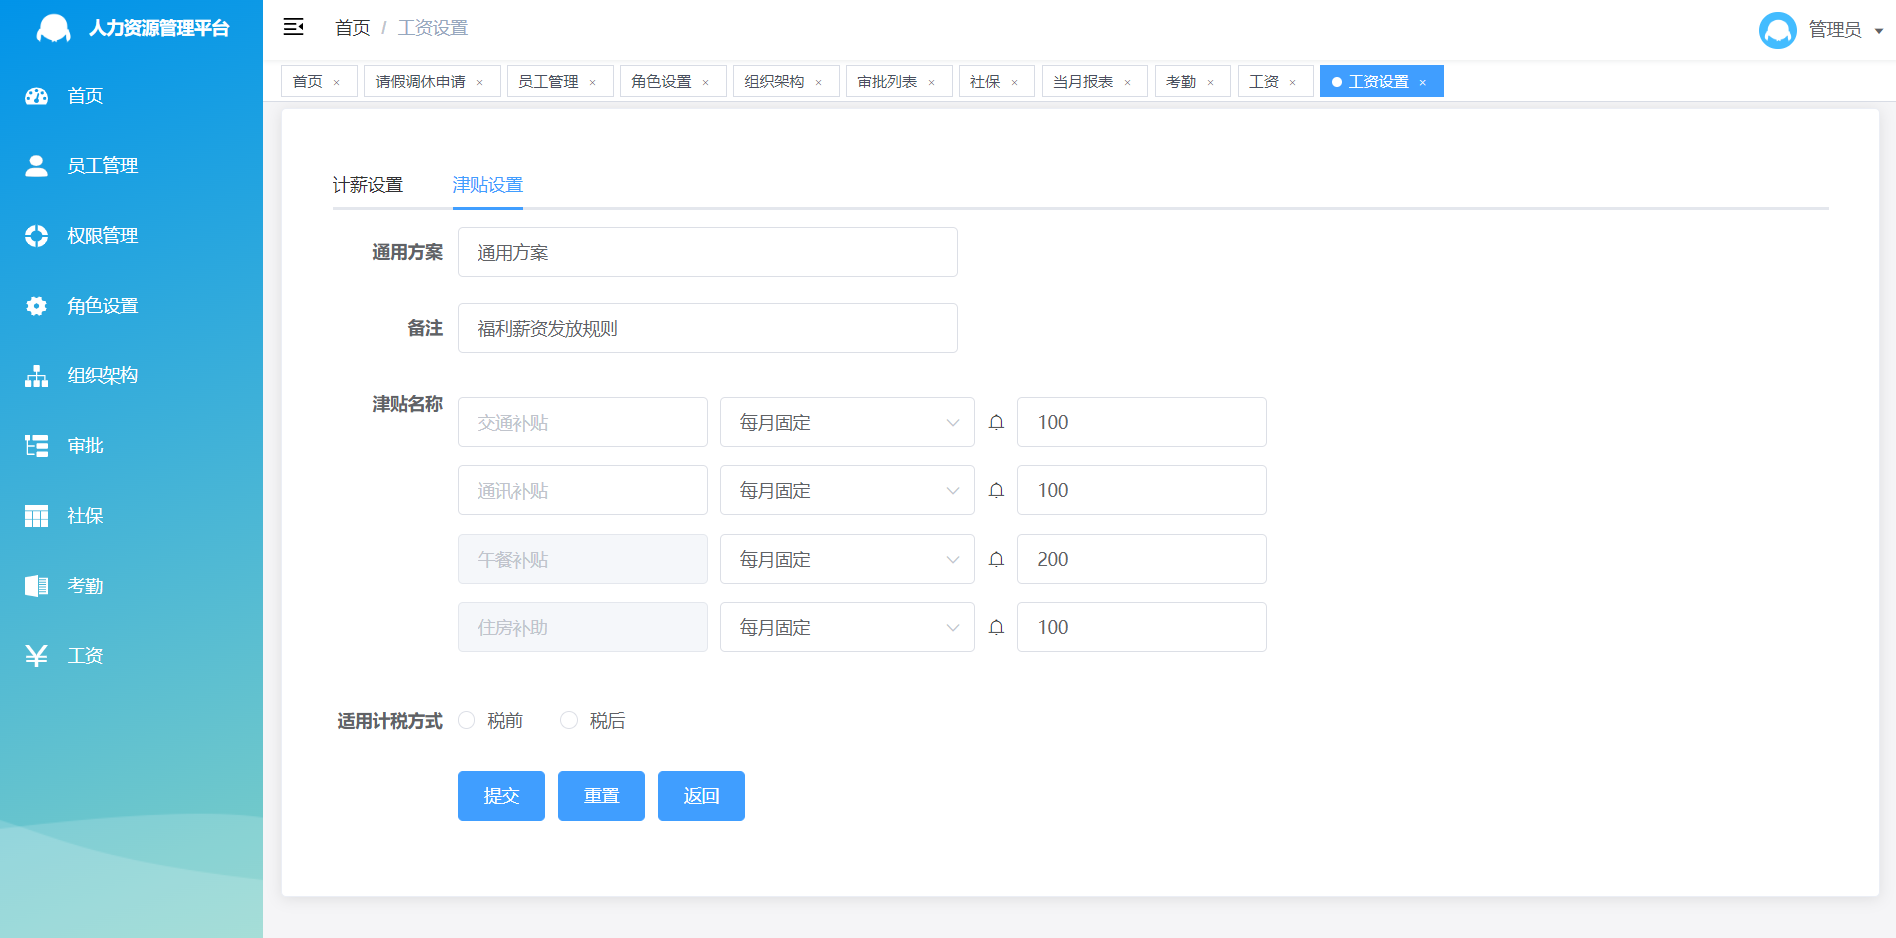 人力资源管理平台
首页 / 工资设置
管理员
首页 × 请假调休申请 × 员工管理 × 角色设置 × 组织架构 × 审批列表 × 社保 × 当月报表 × 考勤 × 工资 × 工资设置 ×
首页
员工管理
权限管理
角色设置
组织架构
审批
社保
考勤
工资
计薪设置 津贴设置
通用方案 通用方案
备注 福利薪资发放规则
津贴名称 交通补贴 每月固定 100
通讯补贴 每月固定 100
午餐补贴 每月固定 200
住房补助 每月固定 100
适用计税方式 税前 税后
提交 重置 返回